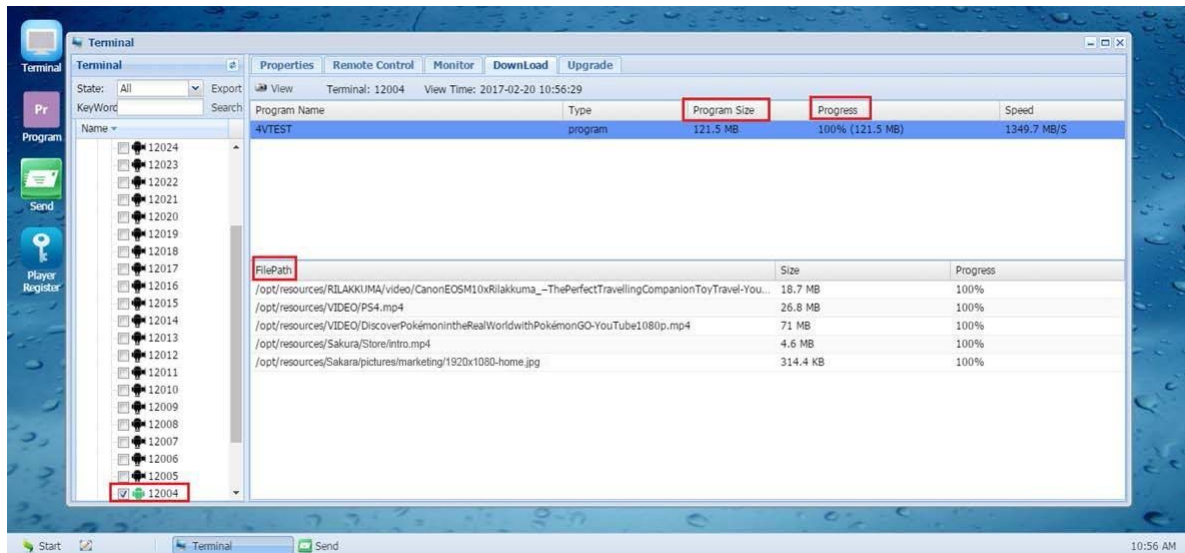 Terminal
Pr
Program
Send
Player
Register
Terminal
Terminal
State: All Export
KeyWord Search
Name
12024
12023
12022
12021
12020
12019
12018
12017
12016
12015
12014
12013
12012
12011
12010
12009
12008
12007
12006
12005
12004
Properties Remote Control Monitor DownLoad Upgrade
View Terminal: 12004 View Time: 2017-02-20 10:56:29
Program Name Type Program Size Progress Speed
4VTEST program 121.5 MB 100% (121.5 MB) 1349.7 MB/S
FilePath Size Progress
/opt/resources/RILAKKUMA/video/CanonEOSM10xRilakkuma_–ThePerfectTravellingCompanionToyTravel-You... 18.7 MB 100%
/opt/resources/VIDEO/PS4.mp4 26.8 MB 100%
/opt/resources/VIDEO/DiscoverPokémonintheRealWorldwithPokémonGO-YouTube1080p.mp4 71 MB 100%
/opt/resources/Sakura/Store/intro.mp4 4.6 MB 100%
/opt/resources/Sakara/pictures/marketing/1920x1080-home.jpg 314.4 KB 100%
Start Terminal Send 10:56 AM